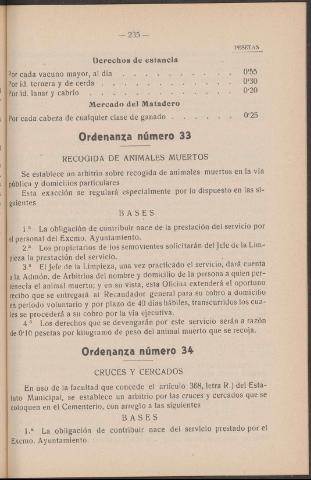 — 235 —
PESETAS
Derechos de estancia
Por cada vacuno mayor, al día . . . . . . . . . . 0'55
Por id. ternera y de cerda . . . . . . . . . . 0'30
Por id. lanar y cabrío . . . . . . . . . . 0'20
Mercado del Matadero
Por cada cabeza de cualquier clase de ganado . . . . . 0'25
Ordenanza número 33
RECOGIDA DE ANIMALES MUERTOS
Se establece un arbitrio sobre recogida de animales muertos en la vía
pública y domicilios particulares
Esta exacción se regulará especialmente por lo dispuesto en las si-
guientes
BASES
1.ª La obligación de contribuir nace de la prestación del servicio por
el personal del Excmo. Ayuntamiento.
2.ª Los propietarios de los semovientes solicitarán del Jefe de la Lim-
pieza la prestación del servicio.
3.ª El Jefe de la Limpieza, una vez practicado el servicio, dará cuenta
a la Admón. de Arbitrios del nombre y domicilio de la persona a quien per-
tenecía el animal muerto; y en su vista, esta Oficina extenderá el oportuno
recibo que se entregará al Recaudador general para su cobro a domicilio
en período voluntario y por plazo de 40 días hábiles, transcurridos los cua-
les se procederá a su cobro por la vía ejecutiva.
4.ª Los derechos que se devengarán por este servicio serán a razón
de 0'10 pesetas por kilogramo de peso del animal muerto que se recoja.
Ordenanza número 34
CRUCES Y CERCADOS
En uso de la facultad que concede el artículo 368, letra R.) del Esta-
tuto Municipal, se establece un arbitrio por las cruces y cercados que se
coloquen en el Cementerio, con arreglo a las siguientes
BASES
1.ª La obligación de contribuir nace del servicio prestado por el
Excmo. Ayuntamiento.